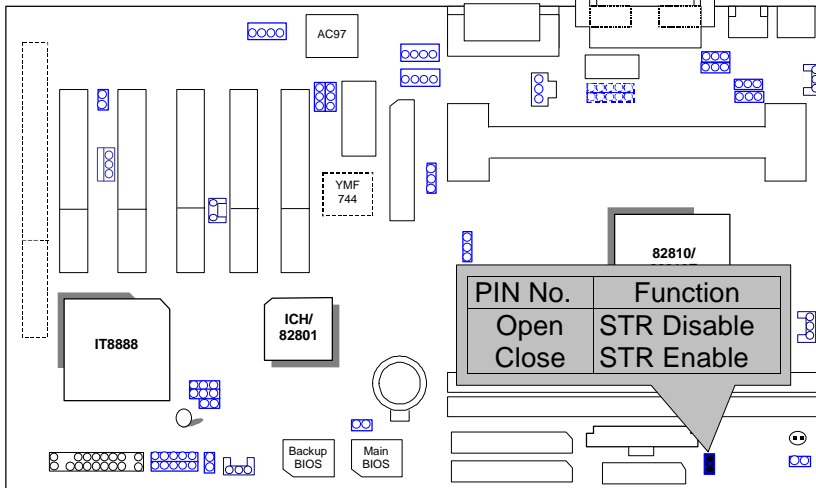 AC97
YMF
744
82810/
IT8888
ICH/
82801
PIN No. Function
Open STR Disable
Close STR Enable
Backup
BIOS
Main
BIOS